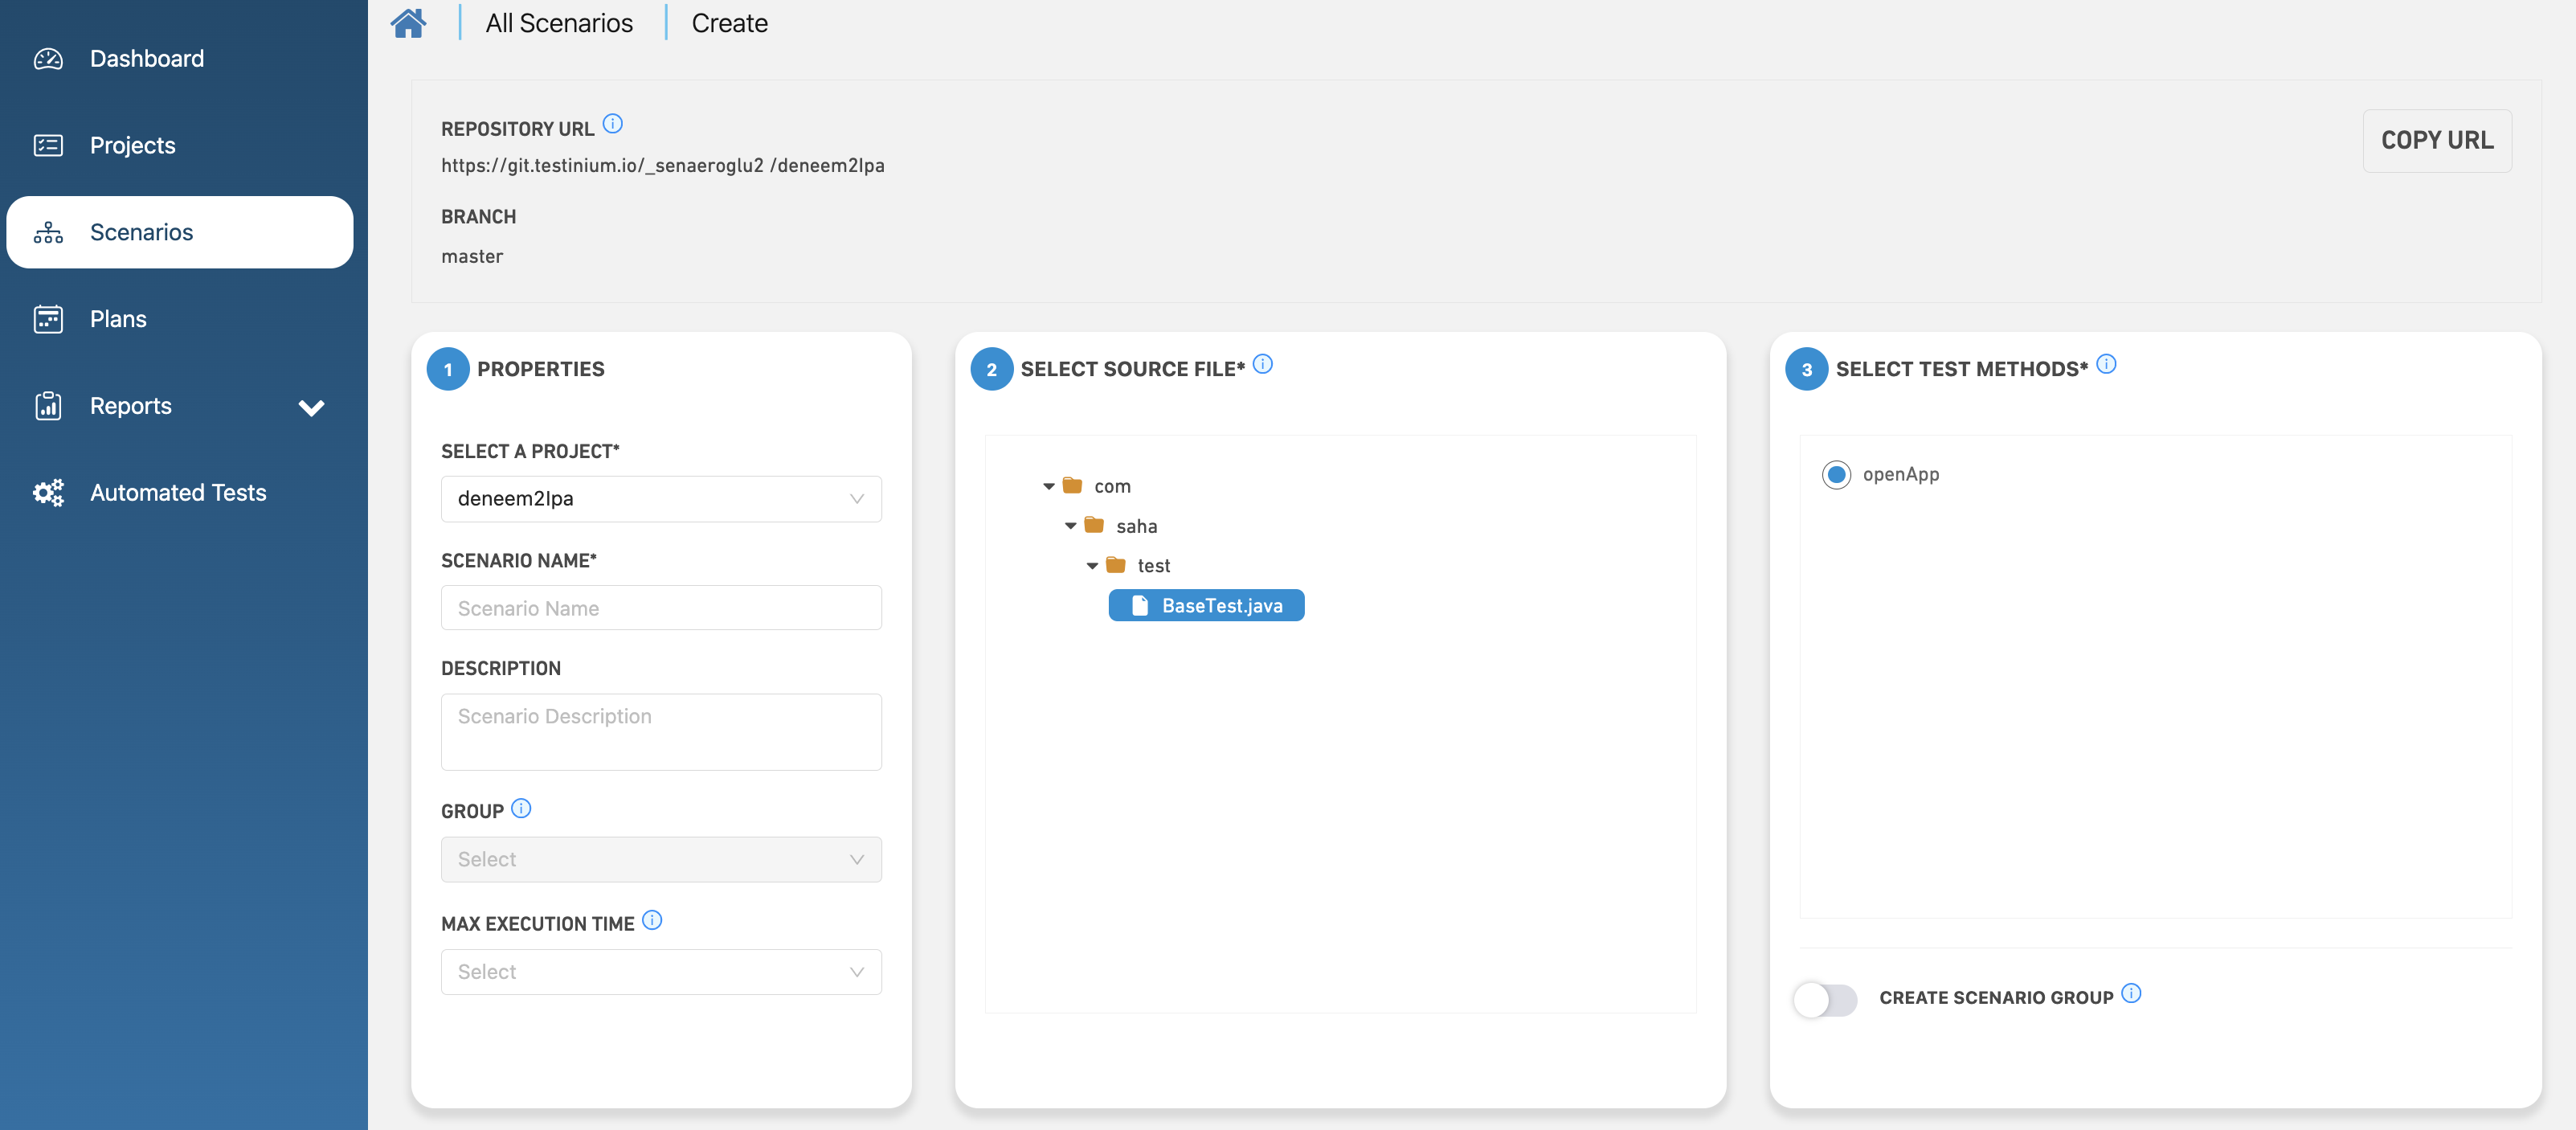 Dashboard
Projects
Scenarios
Plans
Reports
Automated Tests
All Scenarios
Create
REPOSITORY URL
https://git.testinium.io/_senaeroglu2 /deneem2Ipa
COPY URL
BRANCH
master
1 PROPERTIES
SELECT A PROJECT*
deneem2Ipa
SCENARIO NAME*
Scenario Name
DESCRIPTION
Scenario Description
GROUP
Select
MAX EXECUTION TIME
Select
2 SELECT SOURCE FILE*
com
saha
test
BaseTest.java
3 SELECT TEST METHODS*
openApp
CREATE SCENARIO GROUP